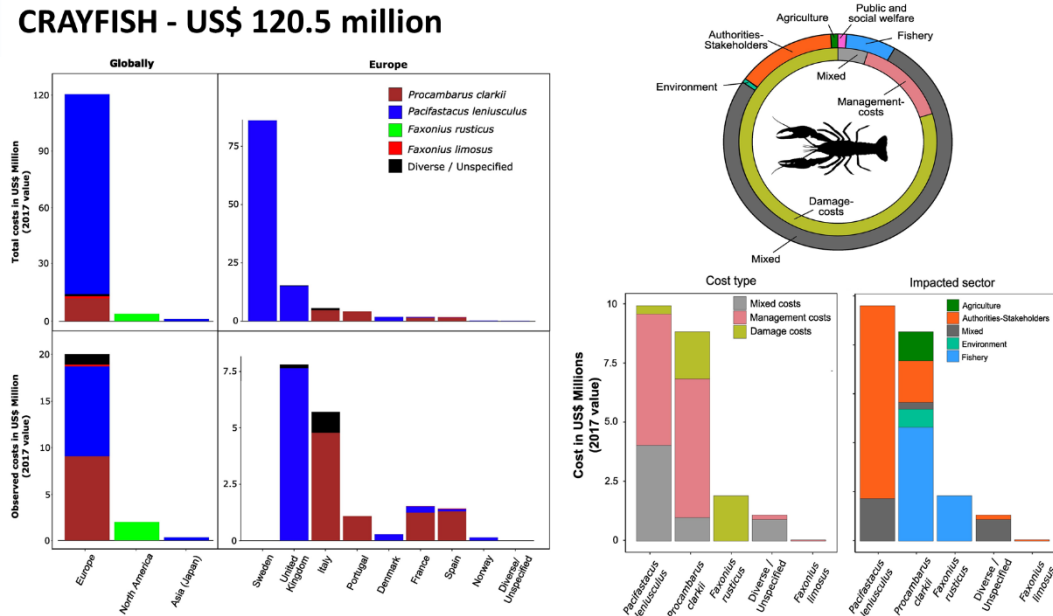 CRAYFISH - US$ 120.5 million
Globally
Europe
Total costs in US$ Million
(2017 value)
120
90
60
30
0
75
50
25
0
Procambarus clarkii
Pacifastacus leniusculus
Faxonius rusticus
Faxonius limosus
Diverse / Unspecified
Observed costs in US$ Million
(2017 value)
20
15
10
5
0
7.5
5
2.5
0
Europe
North America
Asia (Japan)
Sweden
United
Kingdom
Italy
Portugal
Denmark
France
Spain
Norway
Diverse/
Unspecified
Public and
social welfare
Agriculture
Fishery
Authorities-
Stakeholders
Mixed
Environment
Management-
costs
Damage-
costs
Mixed
Cost type
Impacted sector
Cost in US$ Millions
(2017 value)
10
7.5
5
2.5
0
Mixed costs
Management costs
Damage costs
Agriculture
Authorities-Stakeholders
Mixed
Environment
Fishery
Pacifastacus
leniusculus
Procambarus
clarkii
Faxonius
rusticus
Diverse /
Unspecified
Faxonius
limosus
Pacifastacus
leniusculus
Procambarus
clarkii
Faxonius
rusticus
Diverse /
Unspecified
Faxonius
limosus